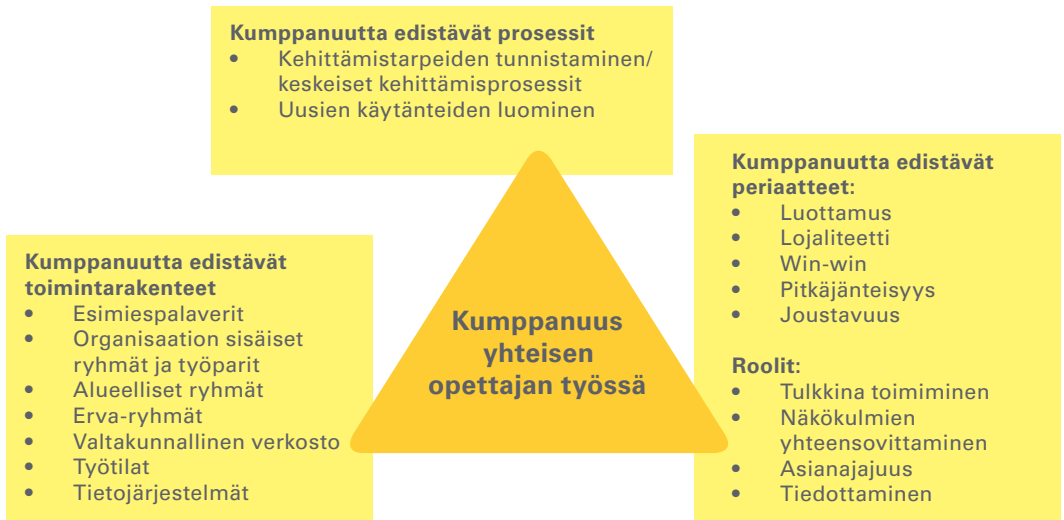 Kumppanuutta edistävät prosessit
• Kehittämistarpeiden tunnistaminen/
keskeiset kehittämisprosessit
• Uusien käytänteiden luominen
Kumppanuutta edistävät
toimintarakenteet
• Esimiespalaverit
• Organisaation sisäiset
ryhmät ja työparit
• Alueelliset ryhmät
• Erva-ryhmät
• Valtakunnallinen verkosto
• Työtilat
• Tietojärjestelmät
Kumppanuus
yhteisen
opettajan työssä
Kumppanuutta edistävät
periaatteet:
• Luottamus
• Lojaliteetti
• Win-win
• Pitkäjänteisyys
• Joustavuus
Roolit:
• Tulkkina toimiminen
• Näkökulmien
yhteensovittaminen
• Asianajajuus
• Tiedottaminen